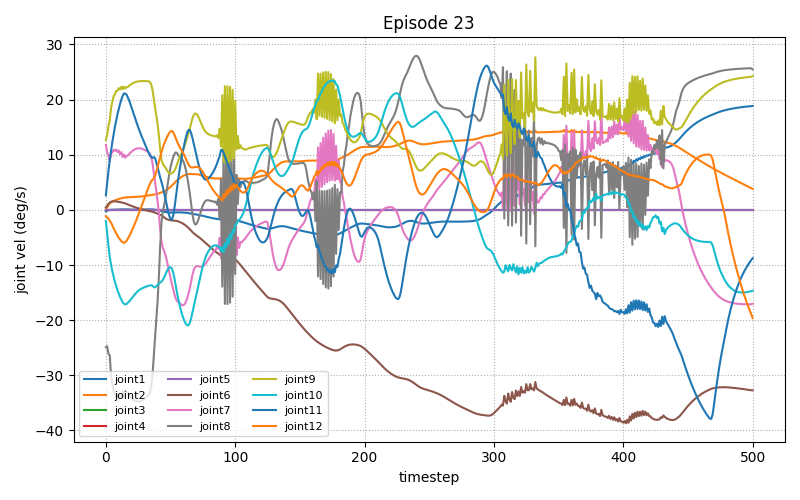 Episode 23
joint vel (deg/s)
30
20
10
0
−10
−20
−30
−40
joint1 joint5 joint9
joint2 joint6 joint10
joint3 joint7 joint11
joint4 joint8 joint12
0 100 200 300 400 500
timestep